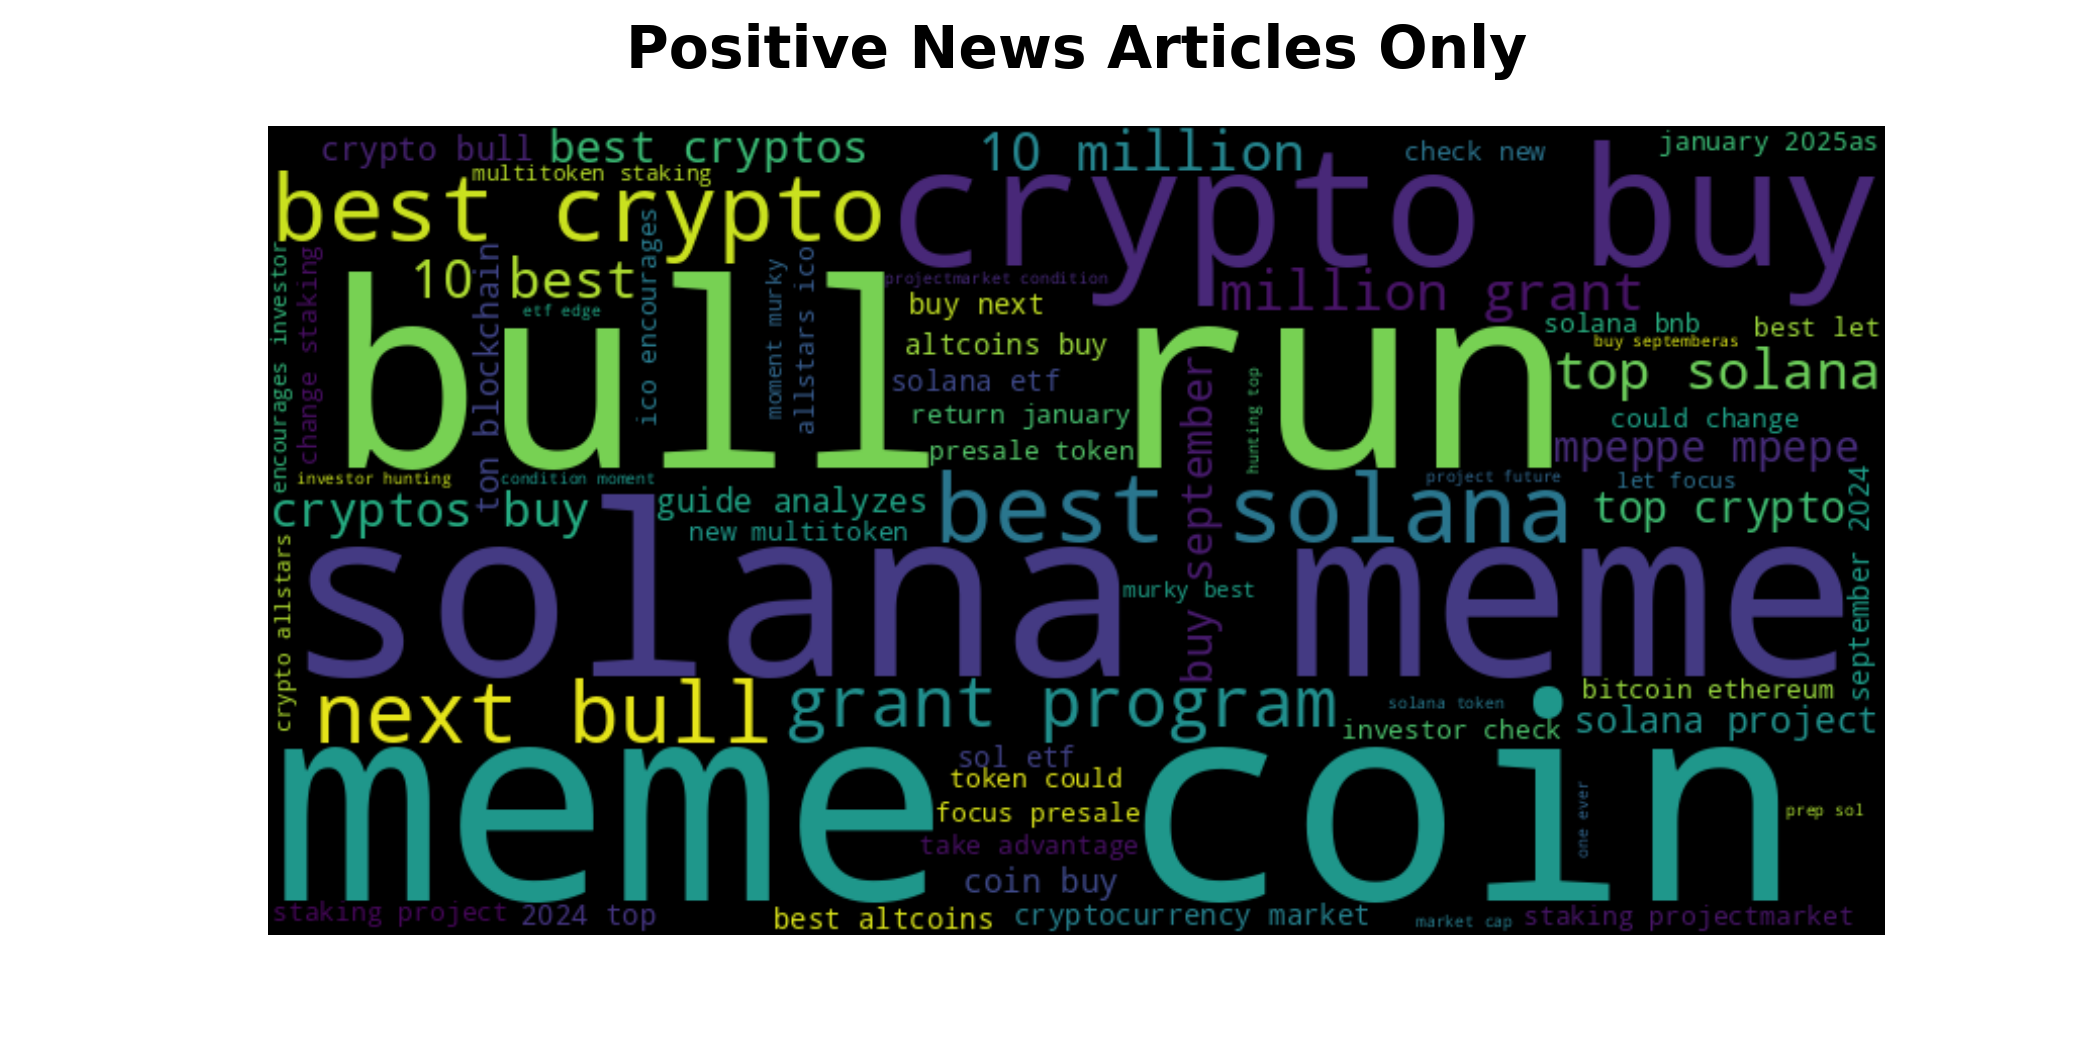 Positive News Articles Only
crypto bull
best cryptos
10 million
check new
january 2025as
multitoken staking
best crypto
crypto buy
10 best
projectmarket condition
million grant
encourages investor
change staking
ton blockchain
ico encourages
moment murky
allstars ico
etf edge
buy next
solana bnb
best let
buy septemberas
bull run
altcoins buy
top solana
solana etf
return january
could change
presale token
hunting top
buy september
mpeppe mpepe
investor hunting
condition moment
project future
let focus
cryptos buy
guide analyzes
best solana
top crypto
september 2024
new multitoken
solana meme
murky best
crypto allstars
next bull
grant program
solana token
bitcoin ethereum
investor check
solana project
sol etf
token could
meme coin
focus presale
one ever
prep sol
take advantage
coin buy
staking project
2024 top
best altcoins
cryptocurrency market
market cap
staking projectmarket